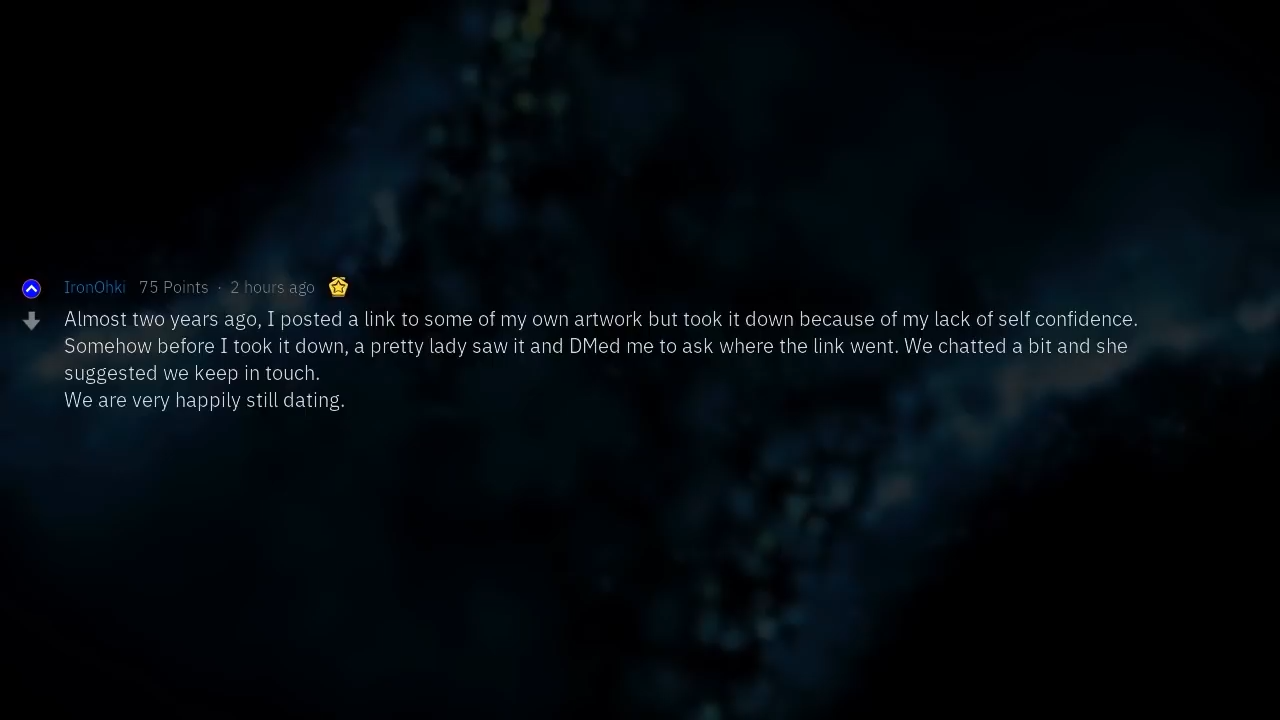 IronOhki 75 Points · 2 hours ago
Almost two years ago, I posted a link to some of my own artwork but took it down because of my lack of self confidence.
Somehow before I took it down, a pretty lady saw it and DMed me to ask where the link went. We chatted a bit and she
suggested we keep in touch.
We are very happily still dating.